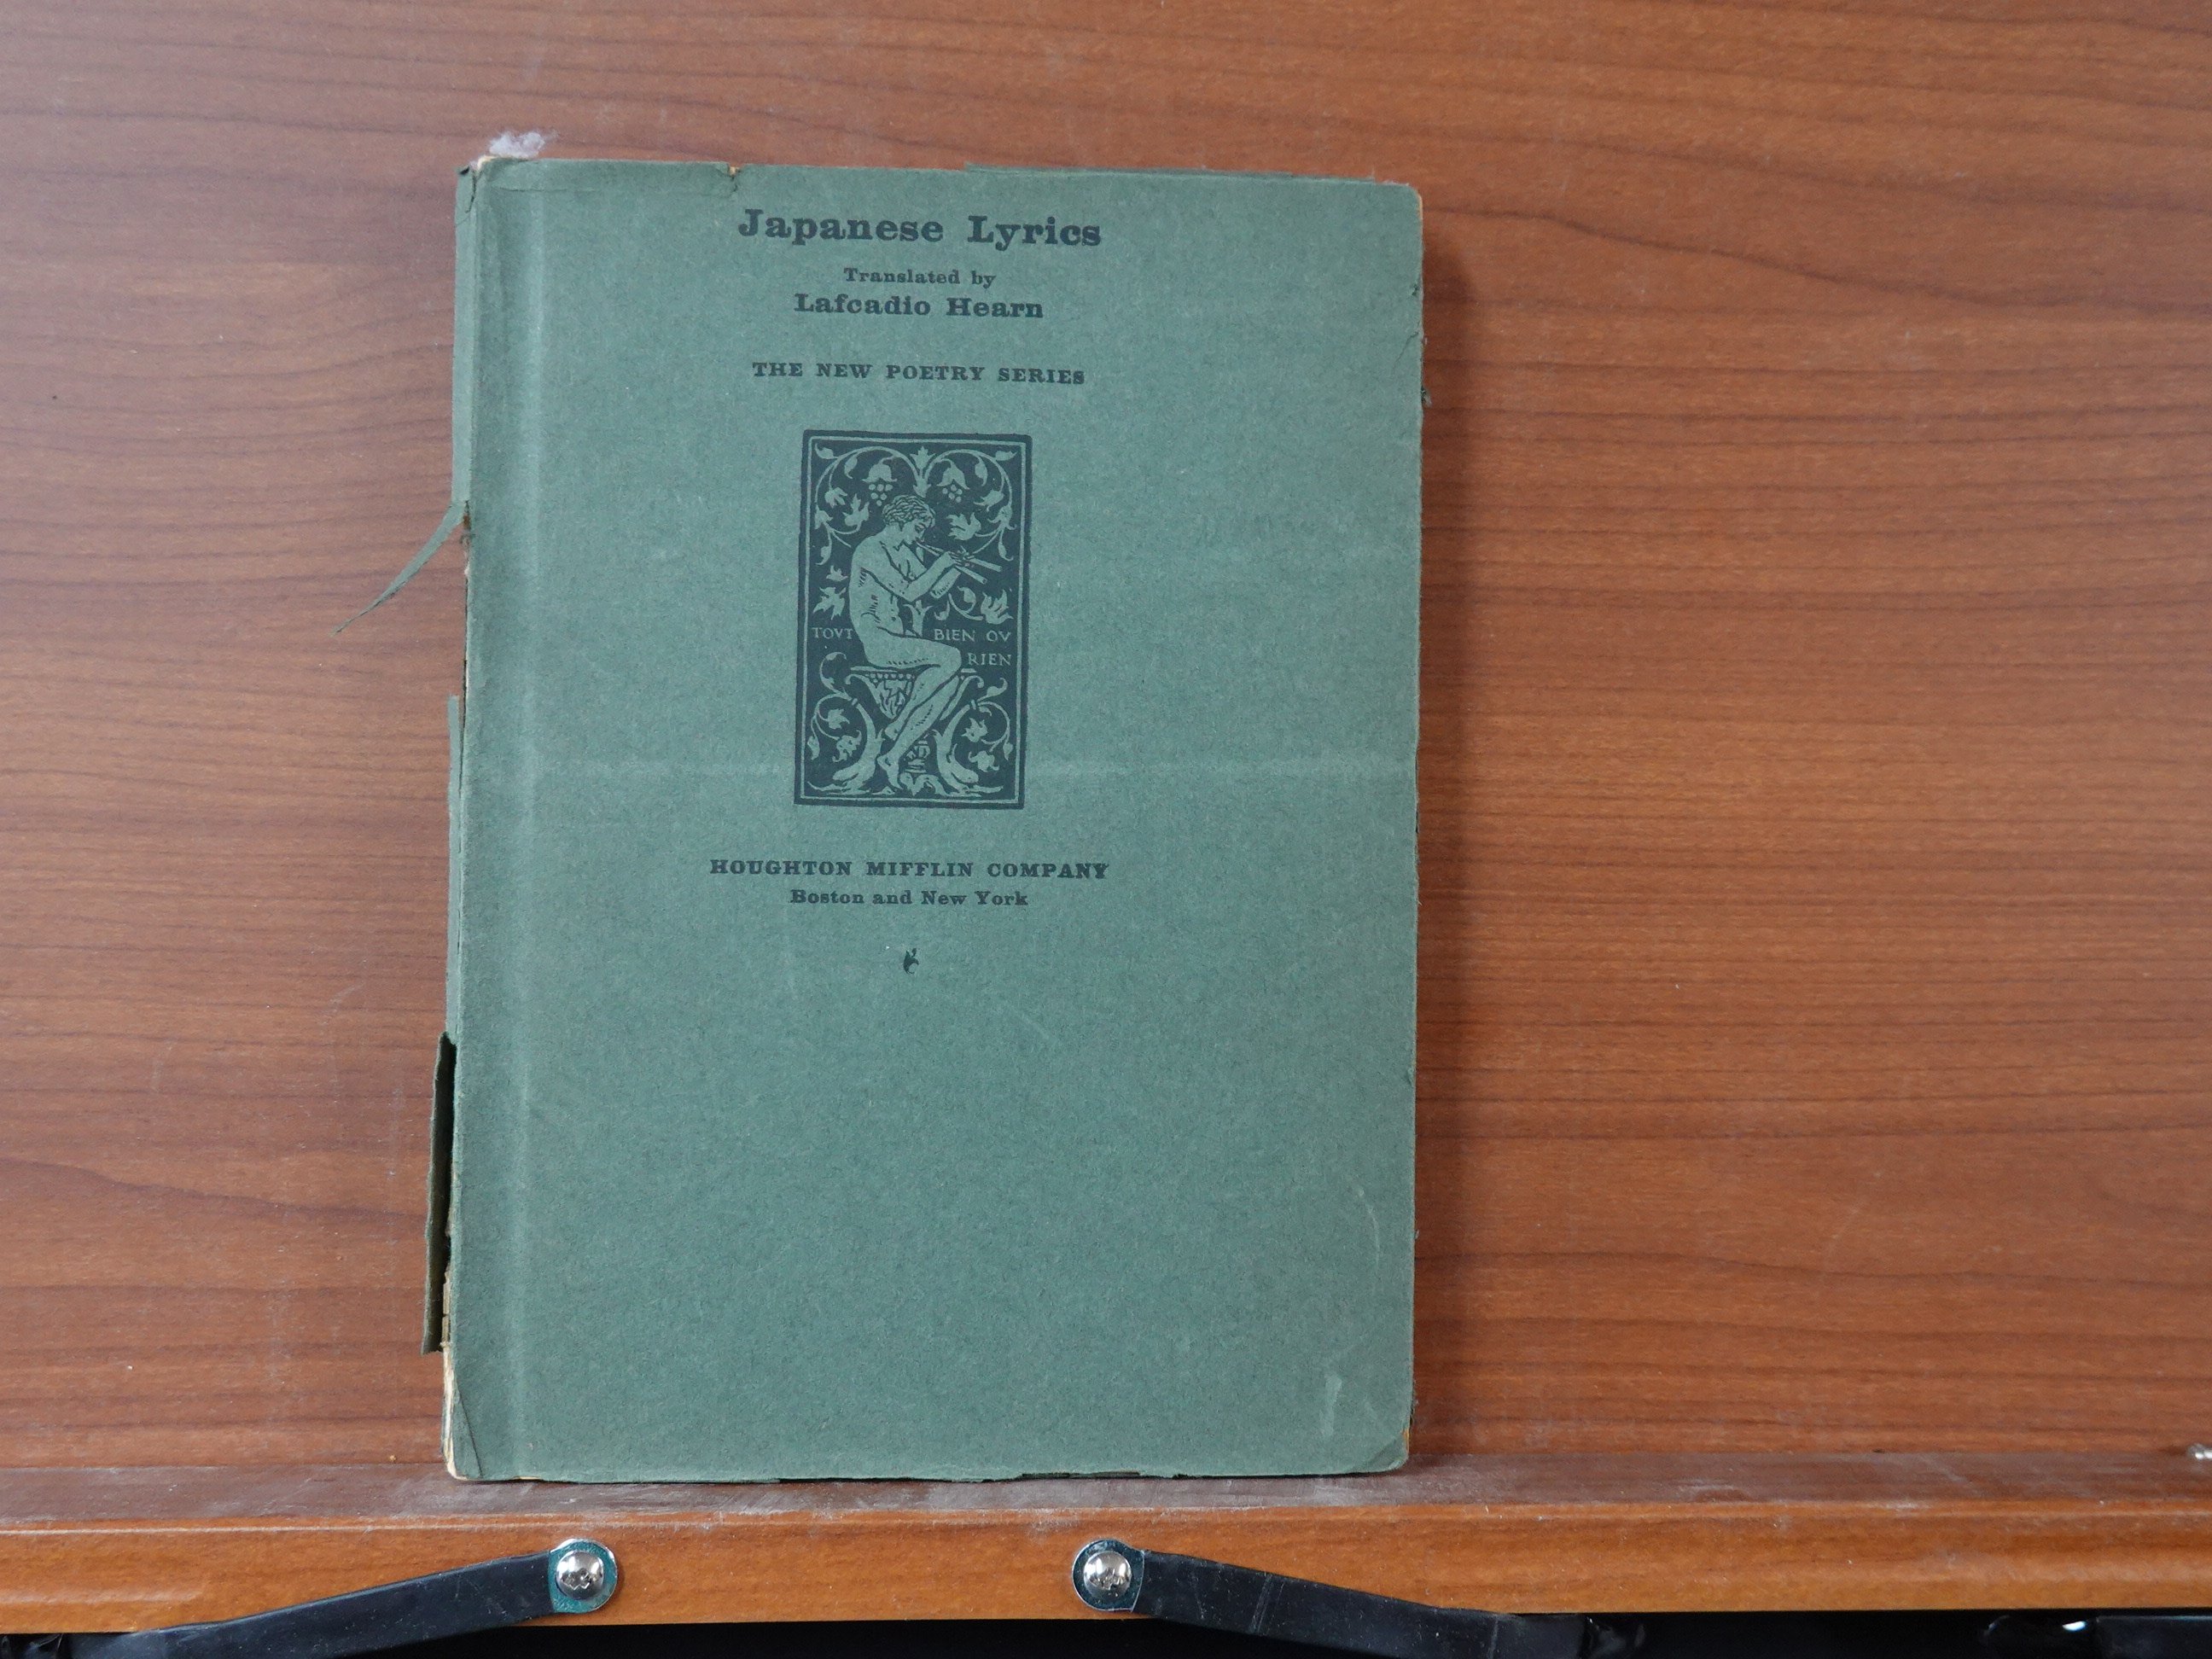 Japanese Lyrics
Translated by
Lafcadio Hearn
THE NEW POETRY SERIES
TOVT BIEN OV
RIEN
HOUGHTON MIFFLIN COMPANY
Boston and New York